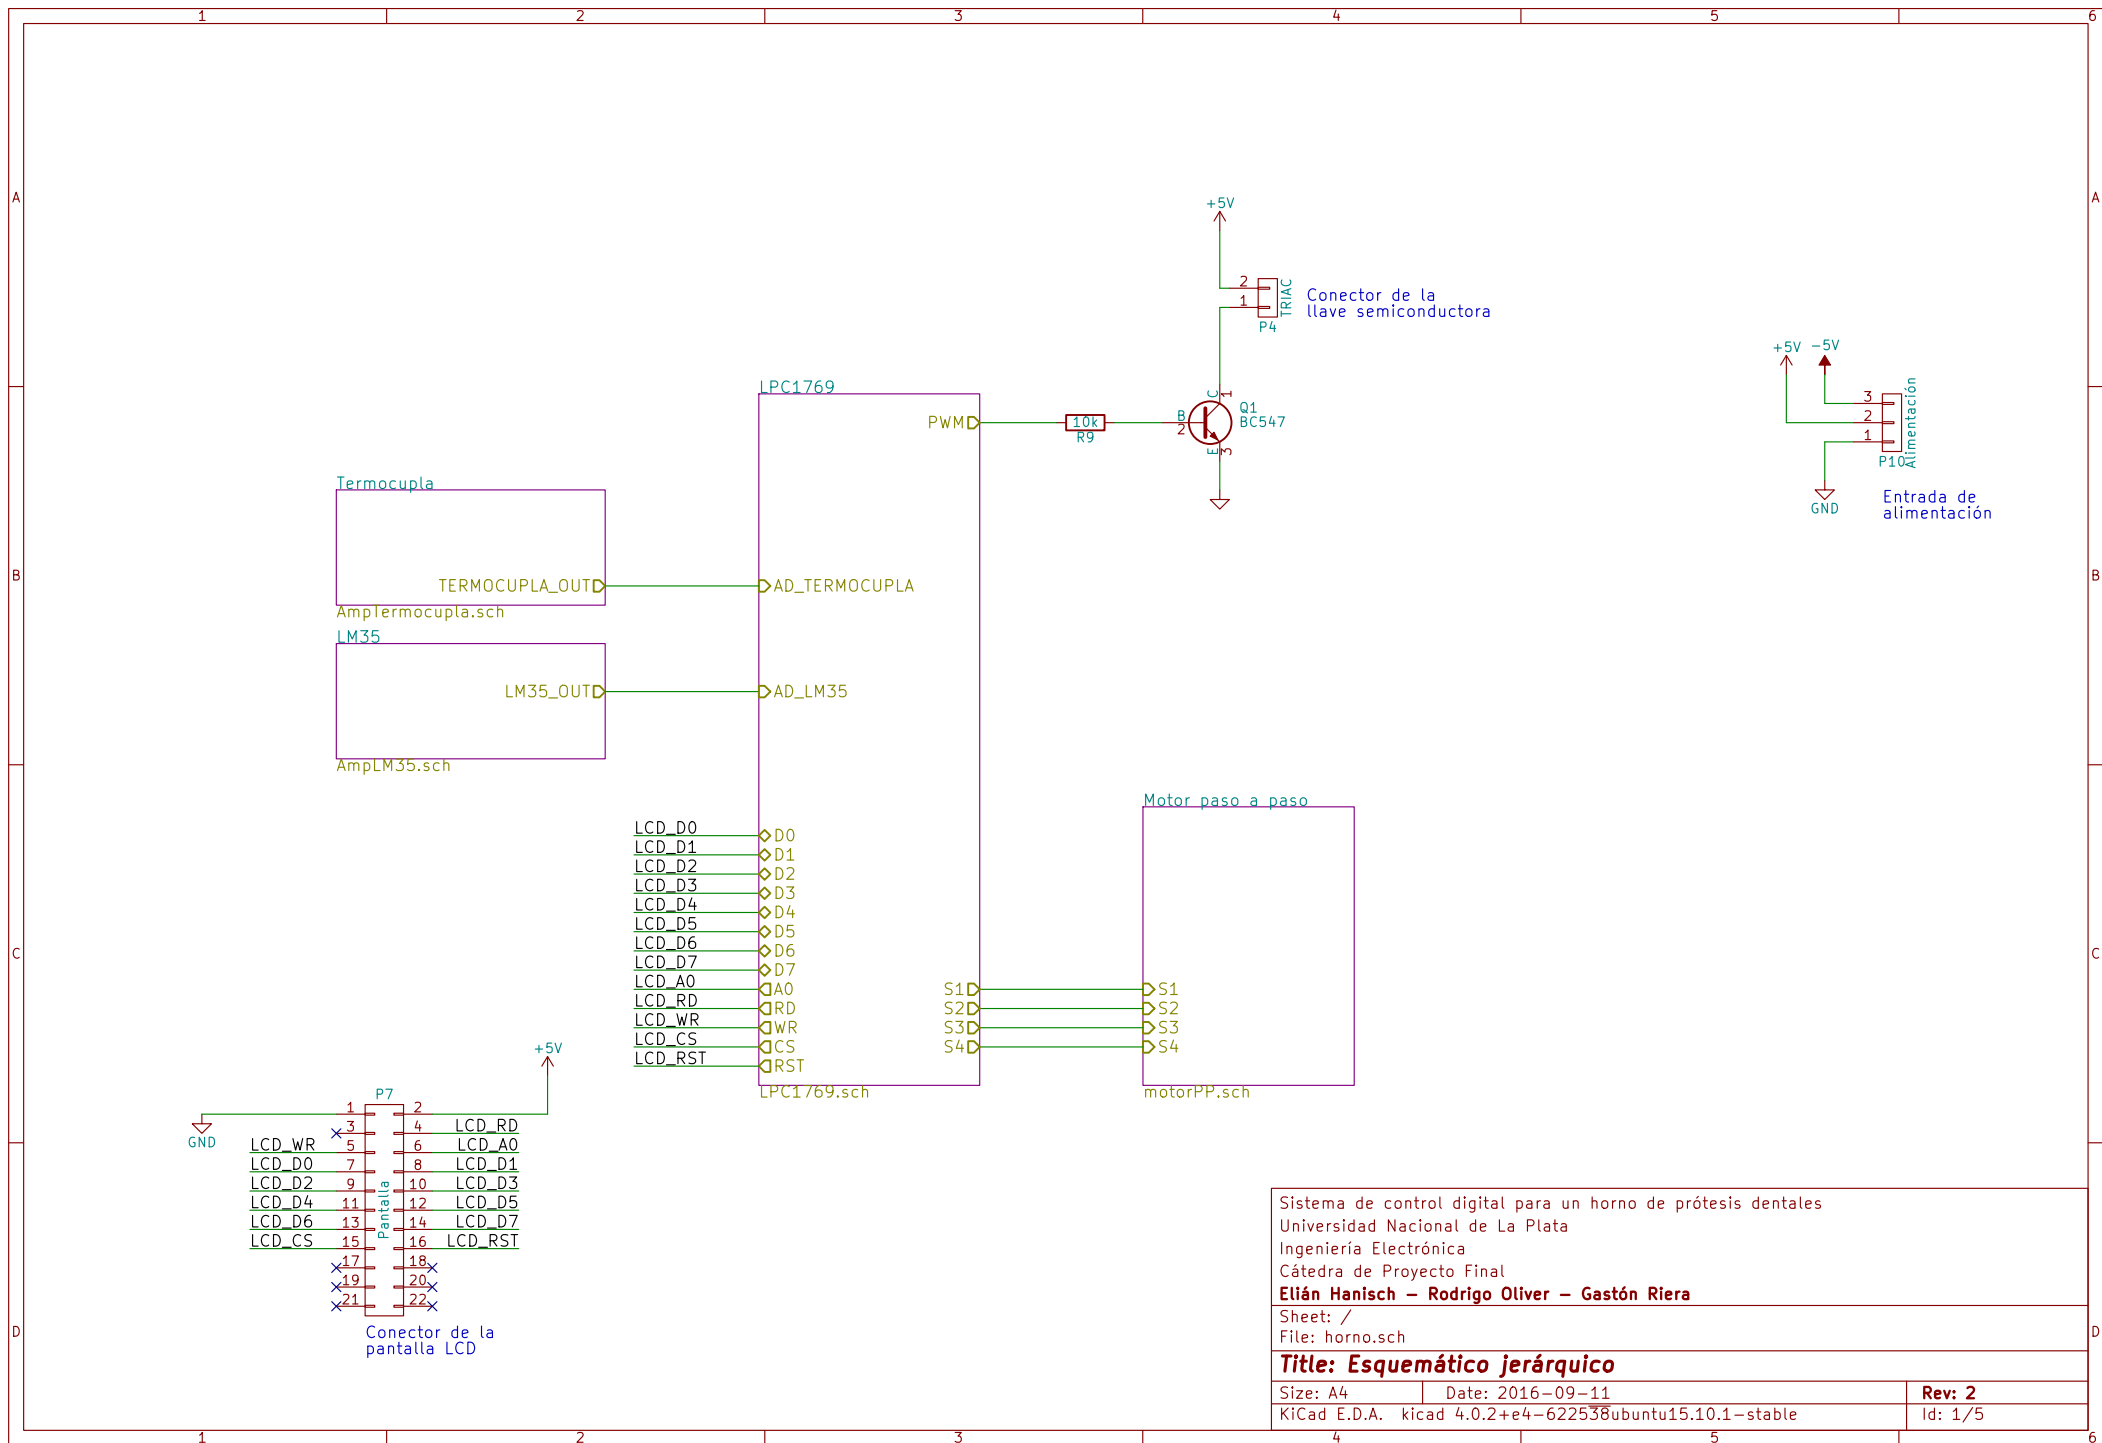 1 2 3 4 5 6
A A
+5V
2
1
TRIAC
P4
Conector de la
llave semiconductora
+5V -5V
3
2
1
Alimentación
P10
GND
Entrada de
alimentación
LPC1769
PWM
10k
R9
B
2
C
1
E
3
Q1
BC547
Termocupla
TERMOCUPLA_OUT
AmpTermocupla.sch
AD_TERMOCUPLA
B B
LM35
LM35_OUT
AmpLM35.sch
AD_LM35
Motor paso a paso
LCD_D0 D0
LCD_D1 D1
LCD_D2 D2
LCD_D3 D3
LCD_D4 D4
LCD_D5 D5
LCD_D6 D6
LCD_D7 D7
LCD_A0 A0 S1 S1
LCD_RD RD S2 S2
LCD_WR WR S3 S3
LCD_CS CS S4 S4
LCD_RST RST
LPC1769.sch
motorPP.sch
C C
+5V
P7
GND
1 2
3 4 LCD_RD
LCD_WR 5 6 LCD_A0
LCD_D0 7 8 LCD_D1
LCD_D2 9 10 LCD_D3
LCD_D4 11 12 LCD_D5
LCD_D6 13 14 LCD_D7
LCD_CS 15 16 LCD_RST
17 18
19 20
21 22
Pantalla
Conector de la
pantalla LCD
D D
Sistema de control digital para un horno de prótesis dentales
Universidad Nacional de La Plata
Ingeniería Electrónica
Cátedra de Proyecto Final
Elián Hanisch - Rodrigo Oliver - Gastón Riera
Sheet: /
File: horno.sch
Title: Esquemático jerárquico
Size: A4 Date: 2016-09-11 Rev: 2
KiCad E.D.A. kicad 4.0.2+e4-622538ubuntu15.10.1-stable Id: 1/5
1 2 3 4 5 6